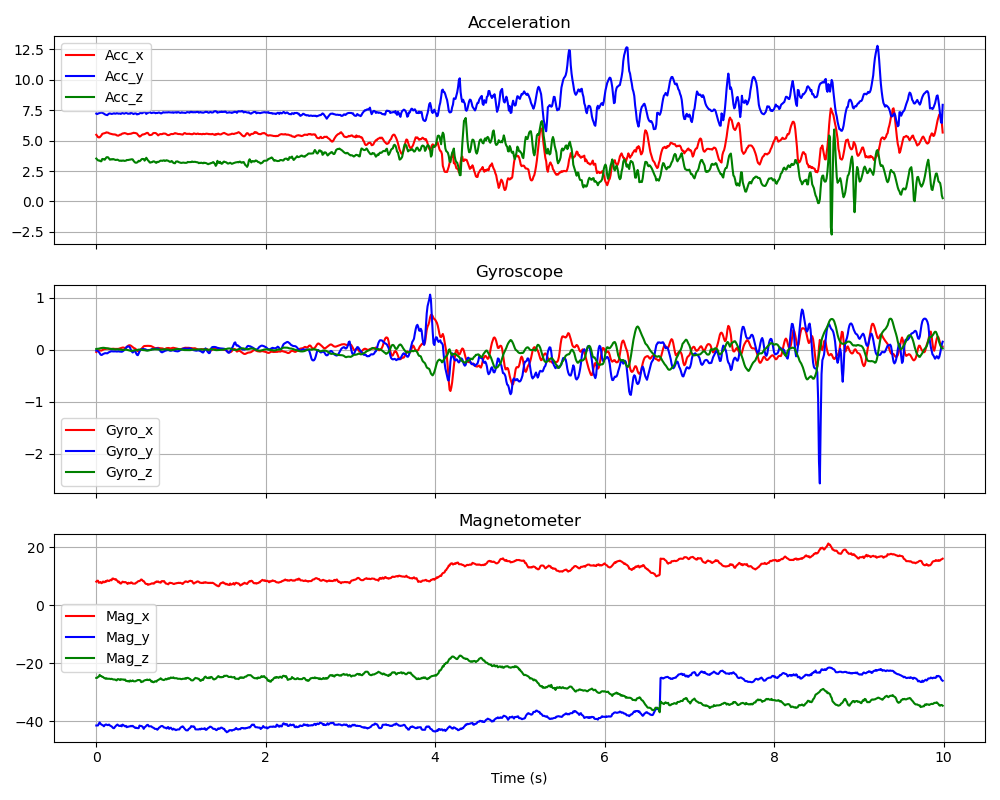 Acceleration
12.5
10.0
7.5
5.0
2.5
0.0
−2.5
Acc_x
Acc_y
Acc_z
Gyroscope
1
0
−1
−2
Gyro_x
Gyro_y
Gyro_z
Magnetometer
20
0
−20
−40
Mag_x
Mag_y
Mag_z
0 2 4 6 8 10
Time (s)